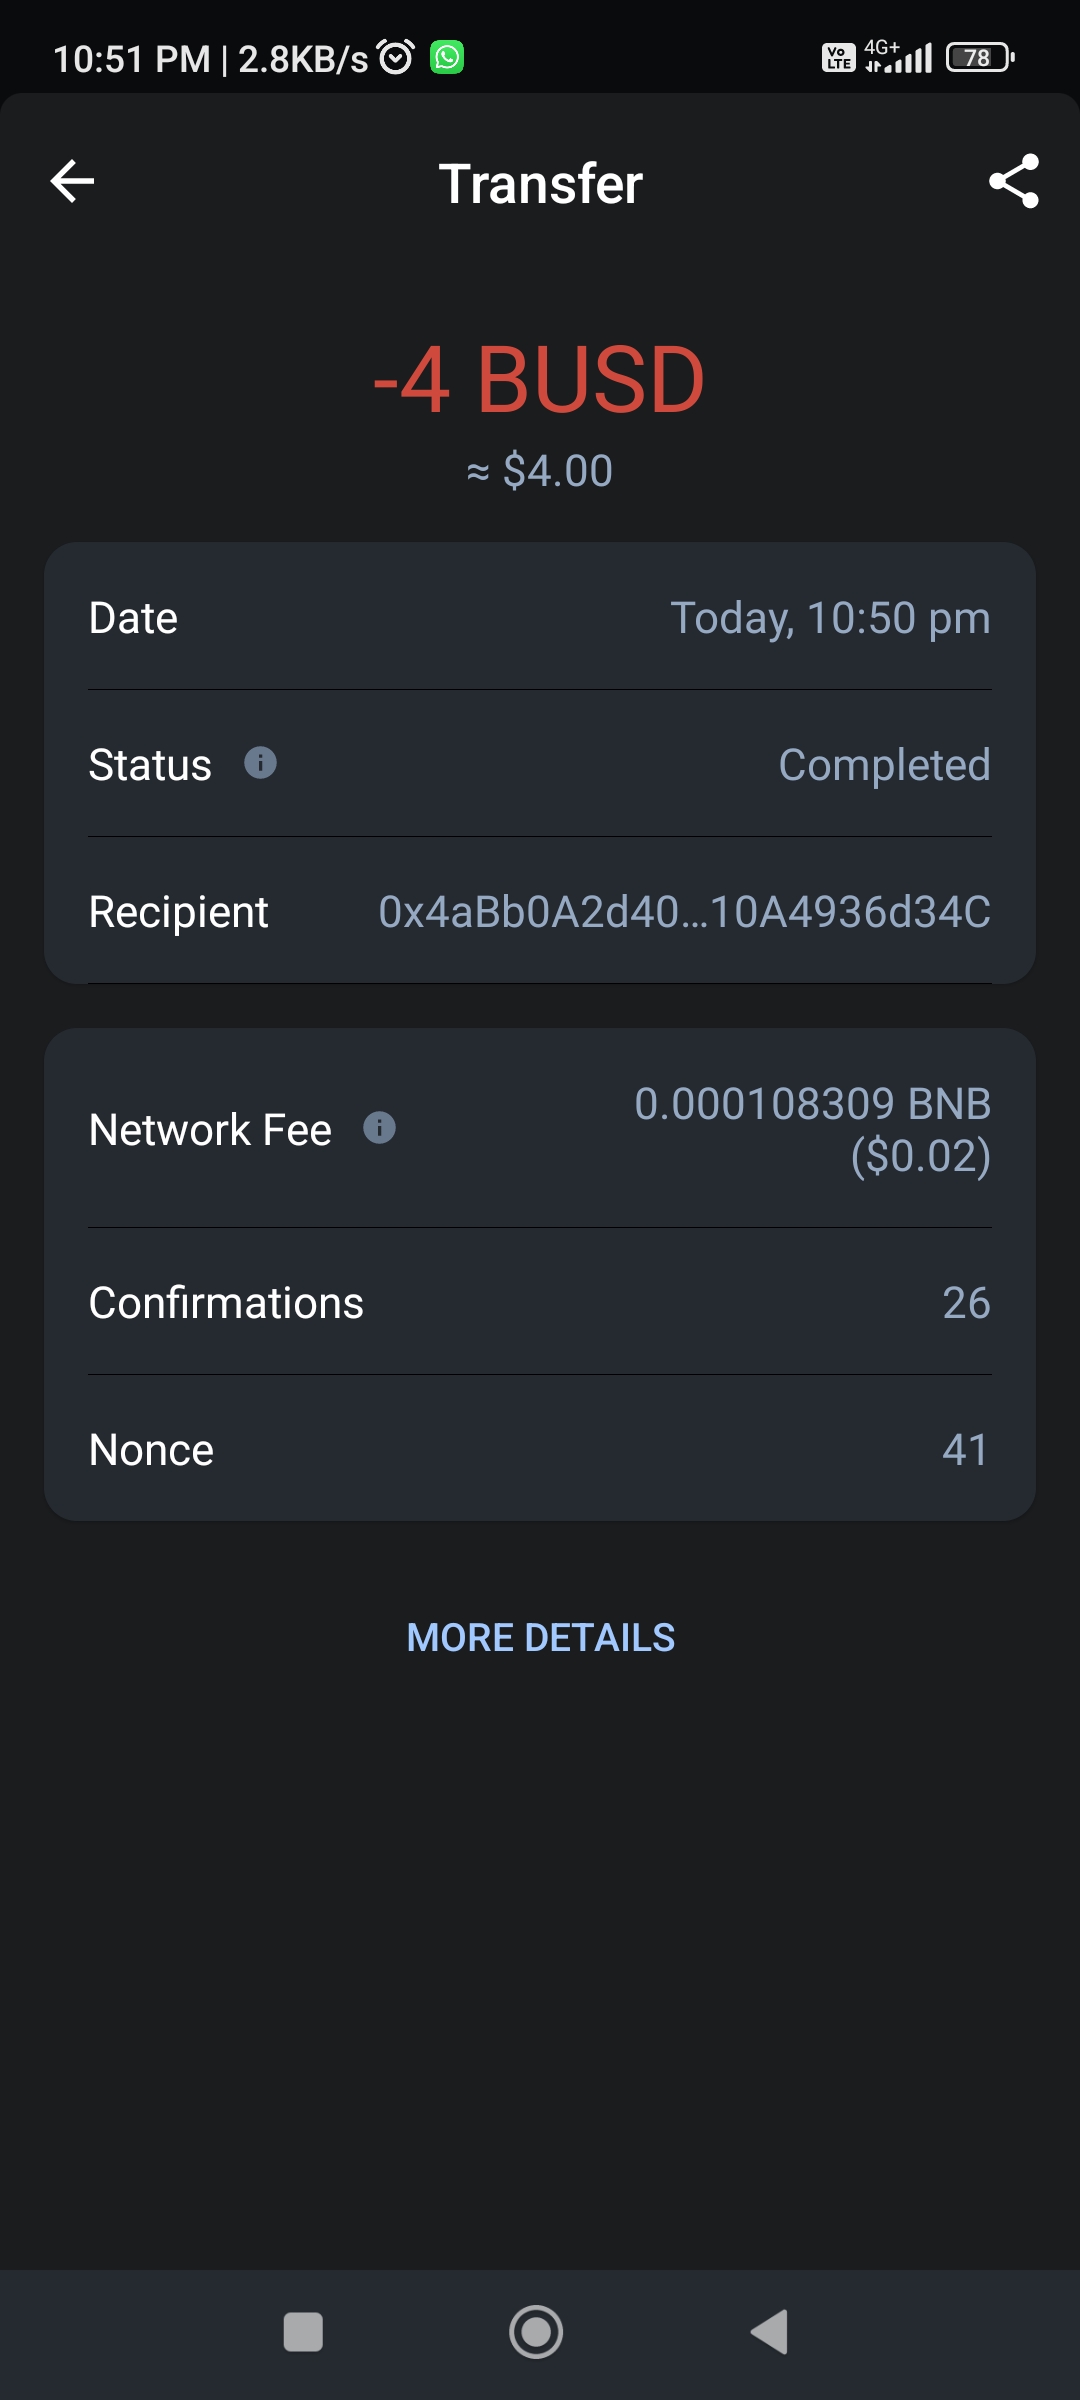 10:51 PM | 2.8KB/s Vo LTE 4G+ 78
Transfer
-4 BUSD
≈ $4.00
Date Today, 10:50 pm
Status Completed
Recipient 0x4aBb0A2d40...10A4936d34C
Network Fee 0.000108309 BNB
($0.02)
Confirmations 26
Nonce 41
MORE DETAILS